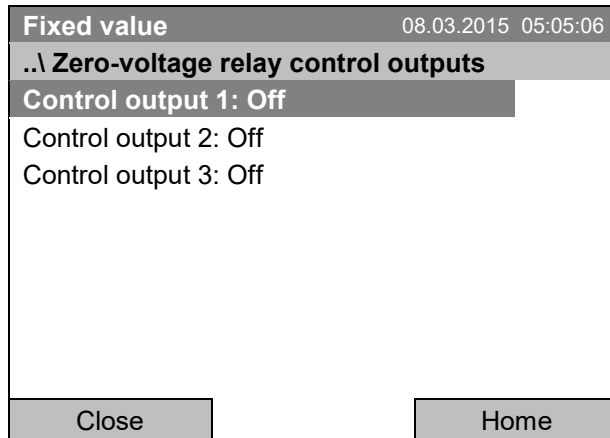 Fixed value 08.03.2015 05:05:06
..\ Zero-voltage relay control outputs
Control output 1: Off
Control output 2: Off
Control output 3: Off
Close Home